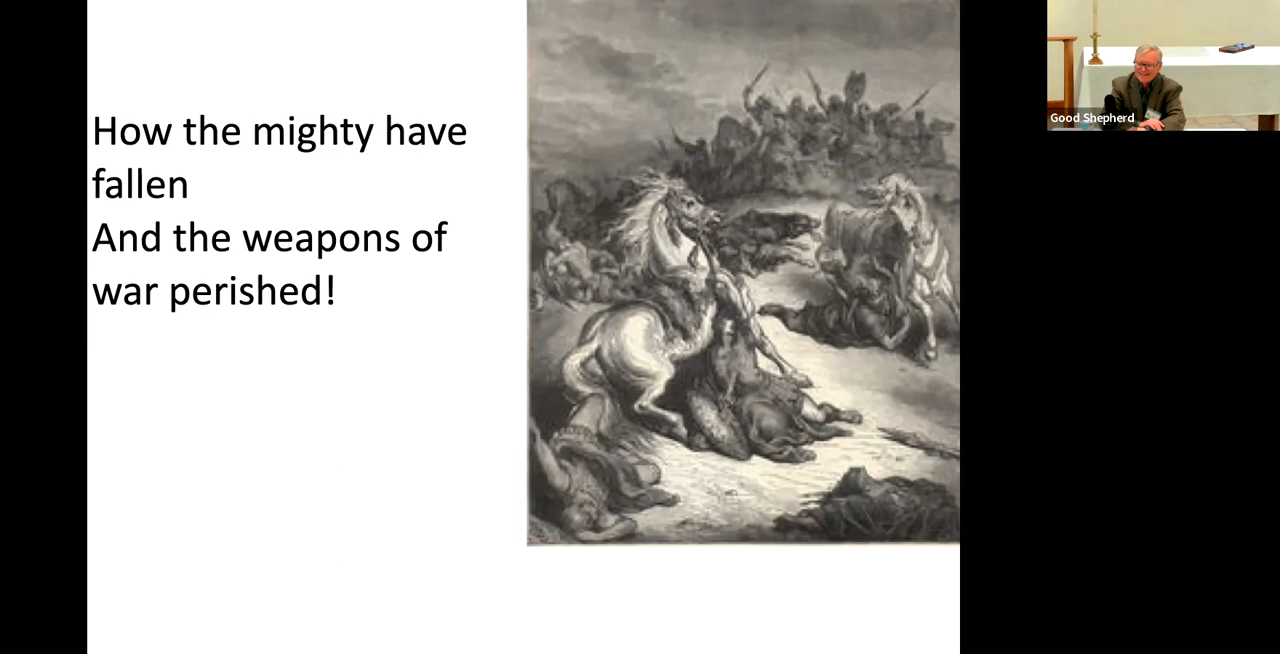 How the mighty have
fallen
And the weapons of
war perished!
Good Shepherd